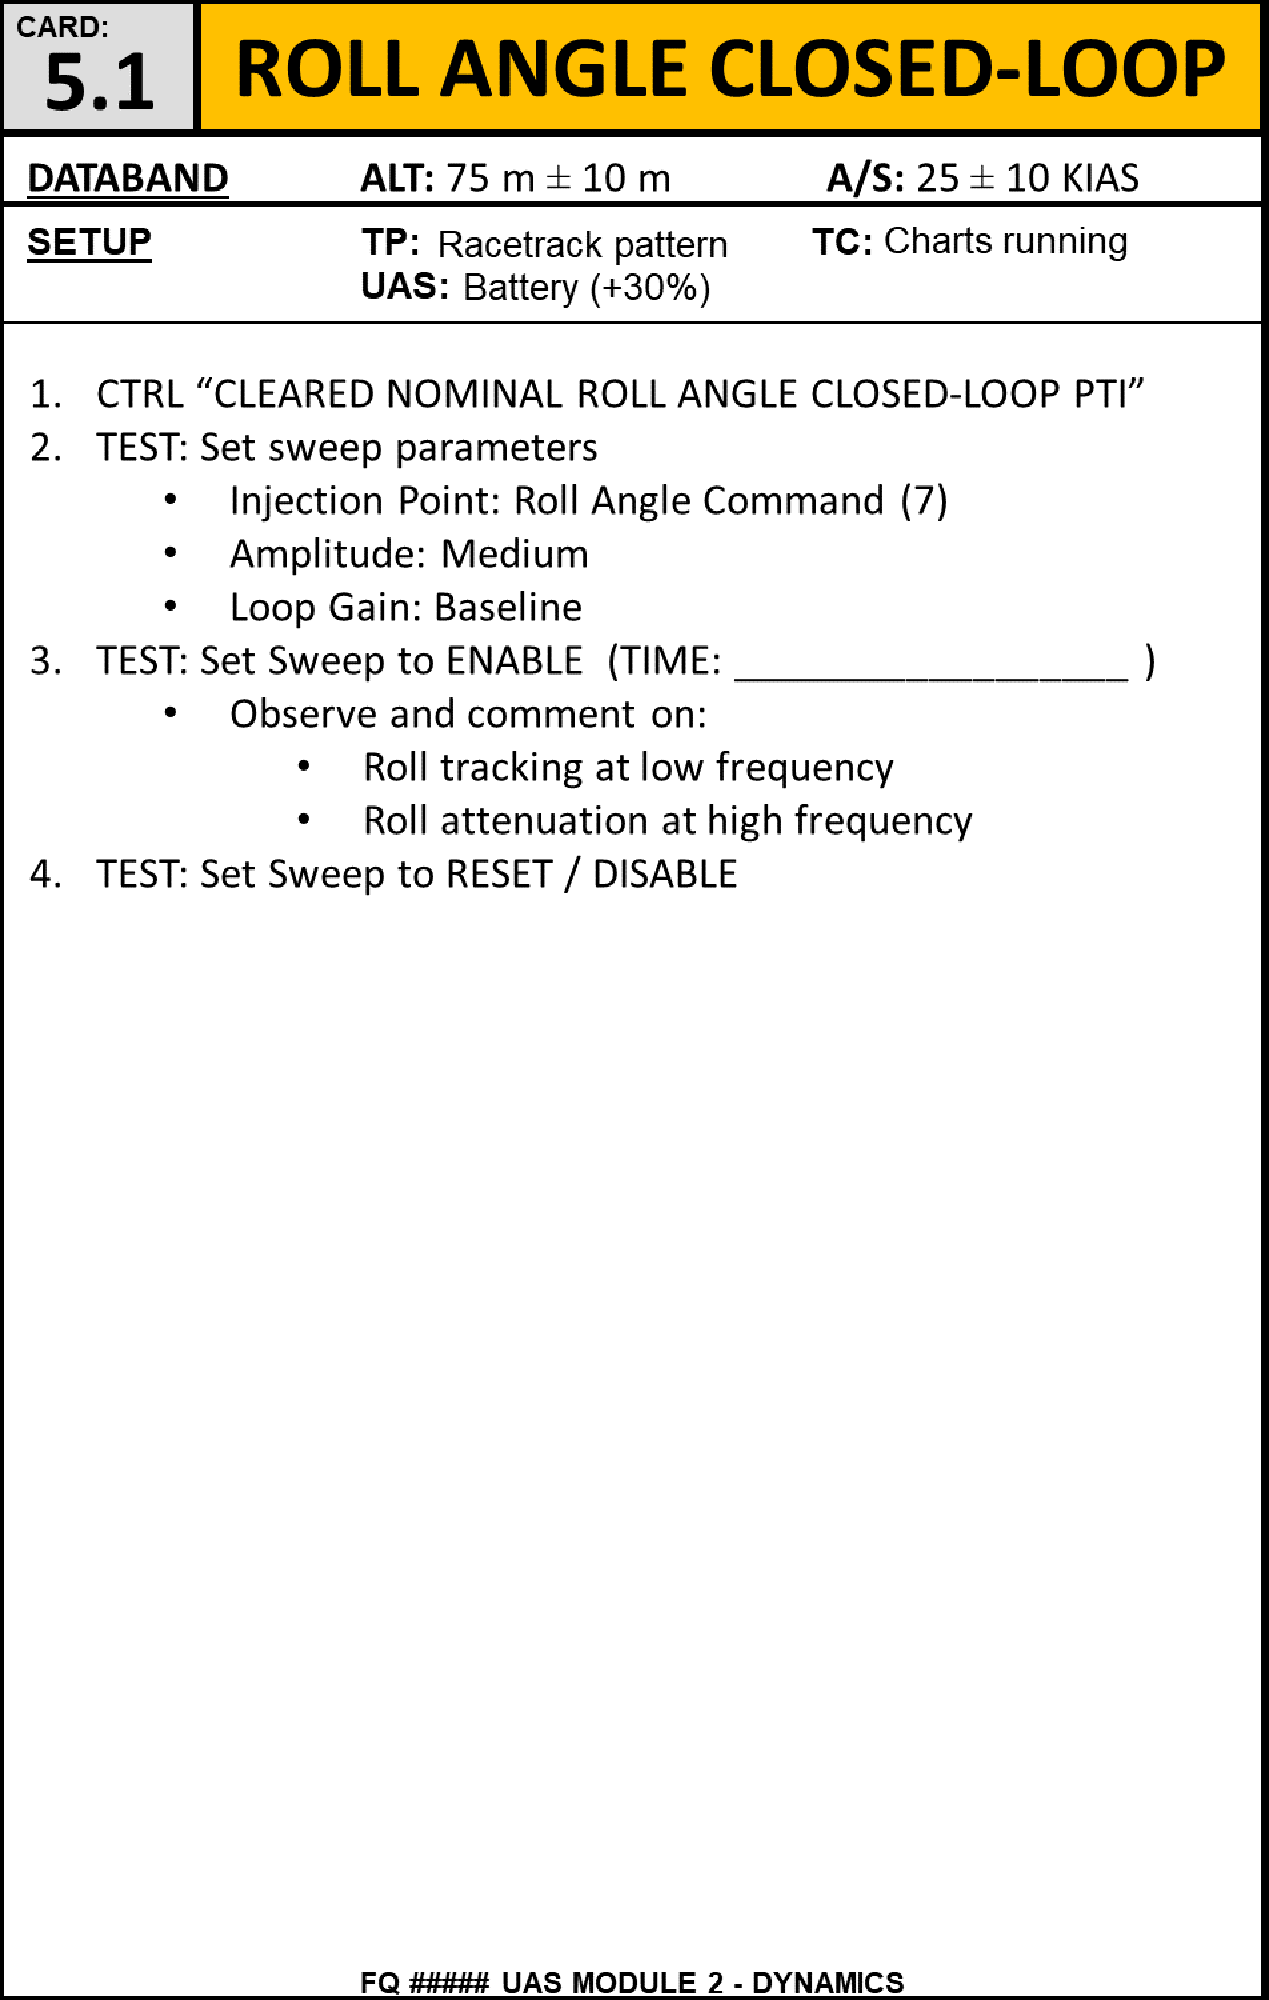 CARD:
5.1
ROLL ANGLE CLOSED-LOOP
DATABAND ALT: 75 m ± 10 m A/S: 25 ± 10 KIAS
SETUP TP: Racetrack pattern TC: Charts running
UAS: Battery (+30%)
1. CTRL “CLEARED NOMINAL ROLL ANGLE CLOSED-LOOP PTI”
2. TEST: Set sweep parameters
• Injection Point: Roll Angle Command (7)
• Amplitude: Medium
• Loop Gain: Baseline
3. TEST: Set Sweep to ENABLE (TIME: _________________ )
• Observe and comment on:
• Roll tracking at low frequency
• Roll attenuation at high frequency
4. TEST: Set Sweep to RESET / DISABLE
FQ ##### UAS MODULE 2 - DYNAMICS